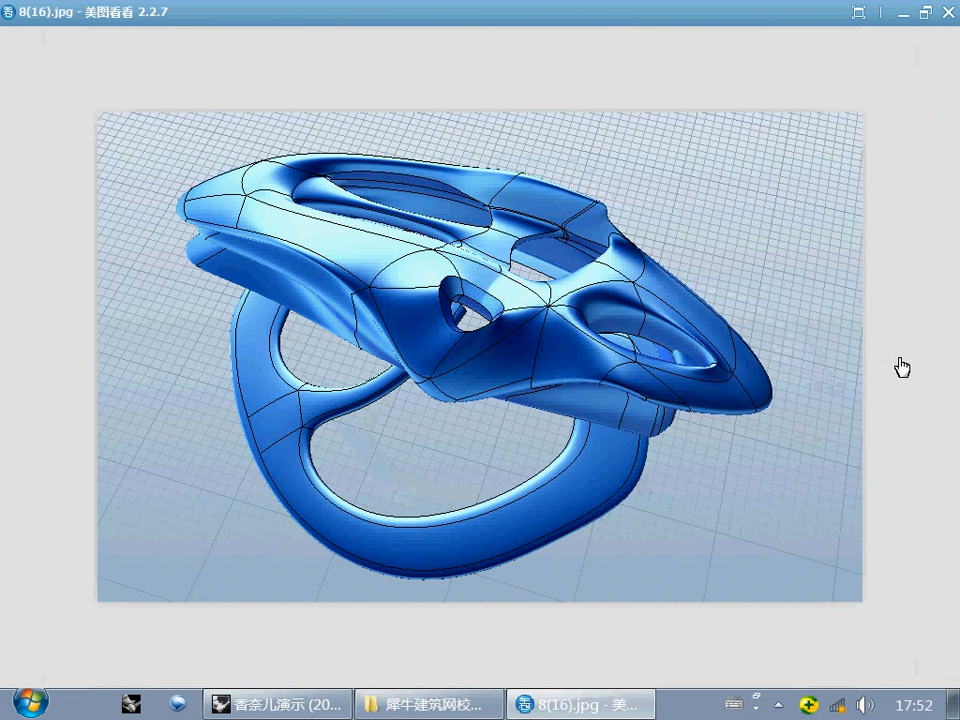 8(16).jpg - 美图看看 2.2.7
香奈儿演示 (20...
犀牛建筑网校...
看 8(16).jpg - 美...
17:52